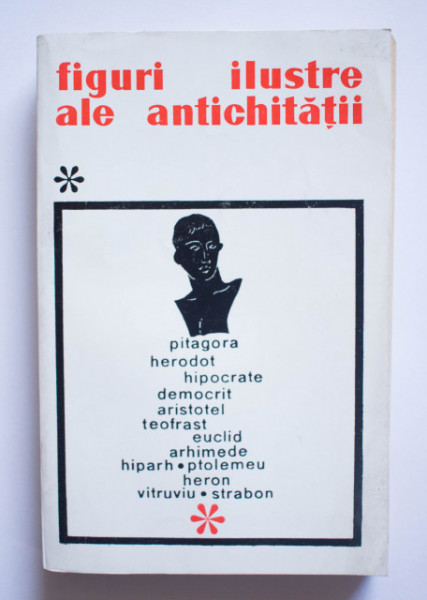 figuri ilustre
ale antichității
*
pitagora
herodot
hipocrate
democrit
aristotel
teofrast
euclid
arhimede
hiparh • ptolemeu
heron
vitruviu • strabon
*